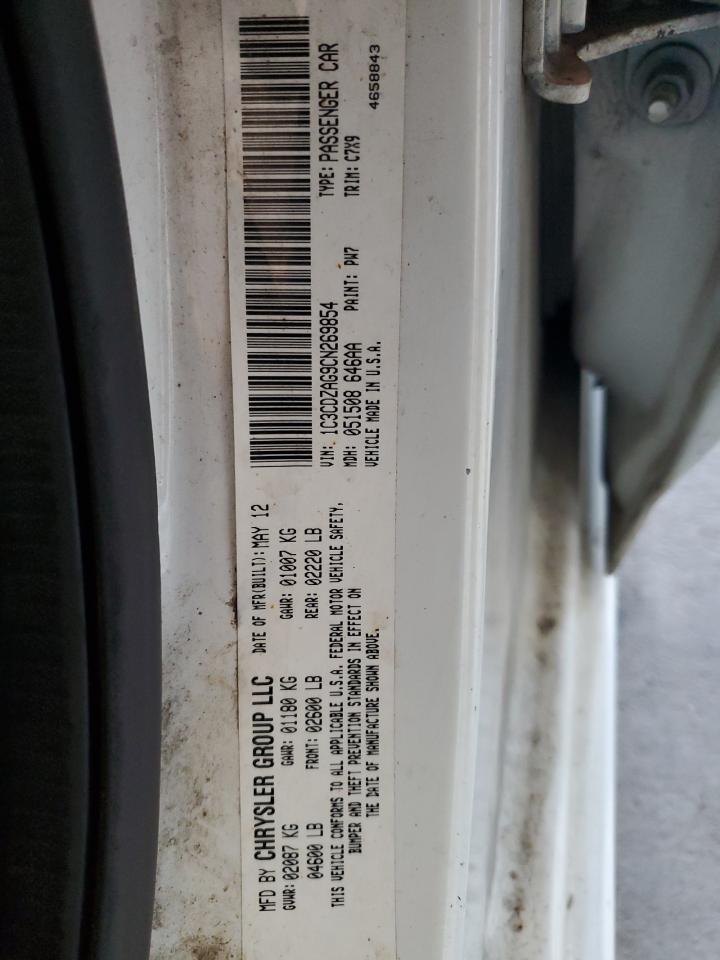 MFD BY CHRYSLER GROUP LLC
DATE OF MFR(BUILT): MAY 12
GVWR: 02087 KG GAWR: 01180 KG GAWR: 01007 KG
04600 LB FRONT: 02600 LB REAR: 02220 LB
THIS VEHICLE CONFORMS TO ALL APPLICABLE U.S.A. FEDERAL MOTOR VEHICLE SAFETY,
BUMPER AND THEFT PREVENTION STANDARDS IN EFFECT ON
THE DATE OF MANUFACTURE SHOWN ABOVE.
VIN: 1C3CDZAG9CN269854 TYPE: PASSENGER CAR
MDH: 051508 646AA PAINT: PW7 TRIM: C7X9
VEHICLE MADE IN U.S.A.
4658843